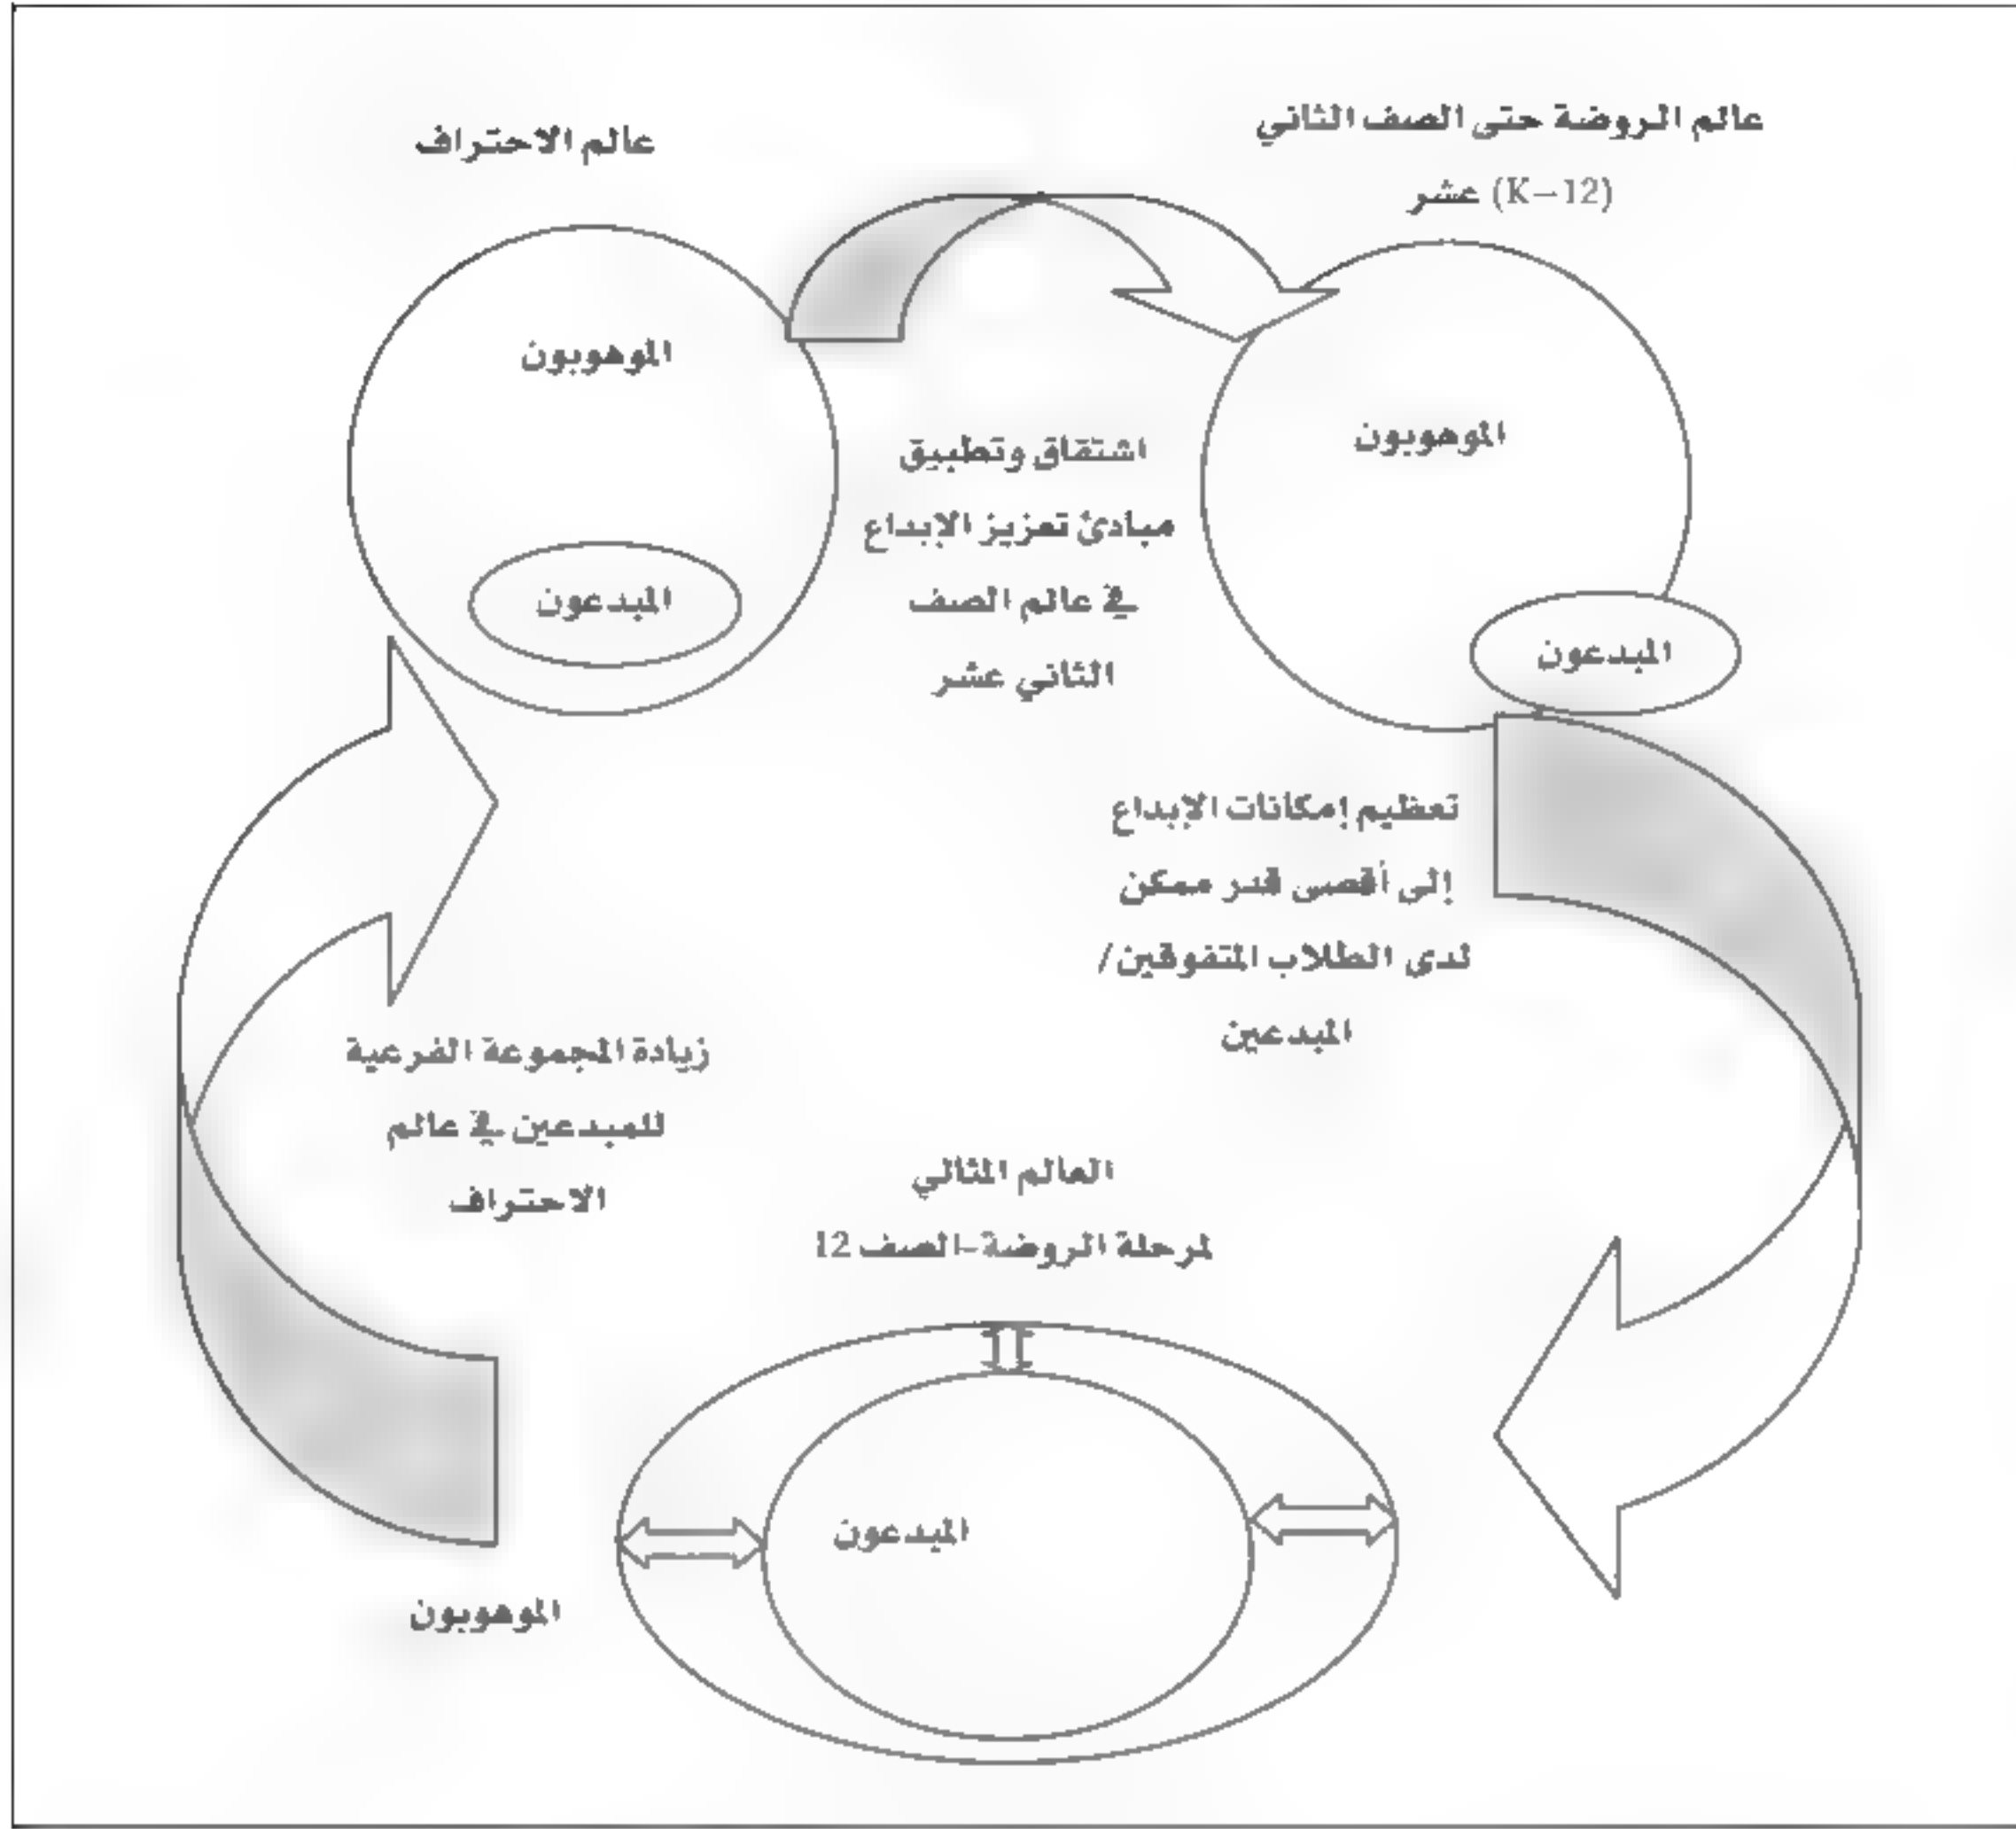 عالم الروضة حتى الصف الثاني
عشر (K–12)
عالم الاحتراف
الموهوبون
المبدعون
الموهوبون
المبدعون
اشتقاق وتطبيق
مبادئ تعزيز الإبداع
في عالم الصف
الثاني عشر
تعظيم إمكانات الإبداع
إلى أقصى قدر ممكن
لدى الطلاب المتفوقين/
المبدعين
زيادة المجموعة الفرعية
للمبدعين في عالم
الاحتراف
العالم المثالي
لمرحلة الروضة-الصف 12
المبدعون
الموهوبون